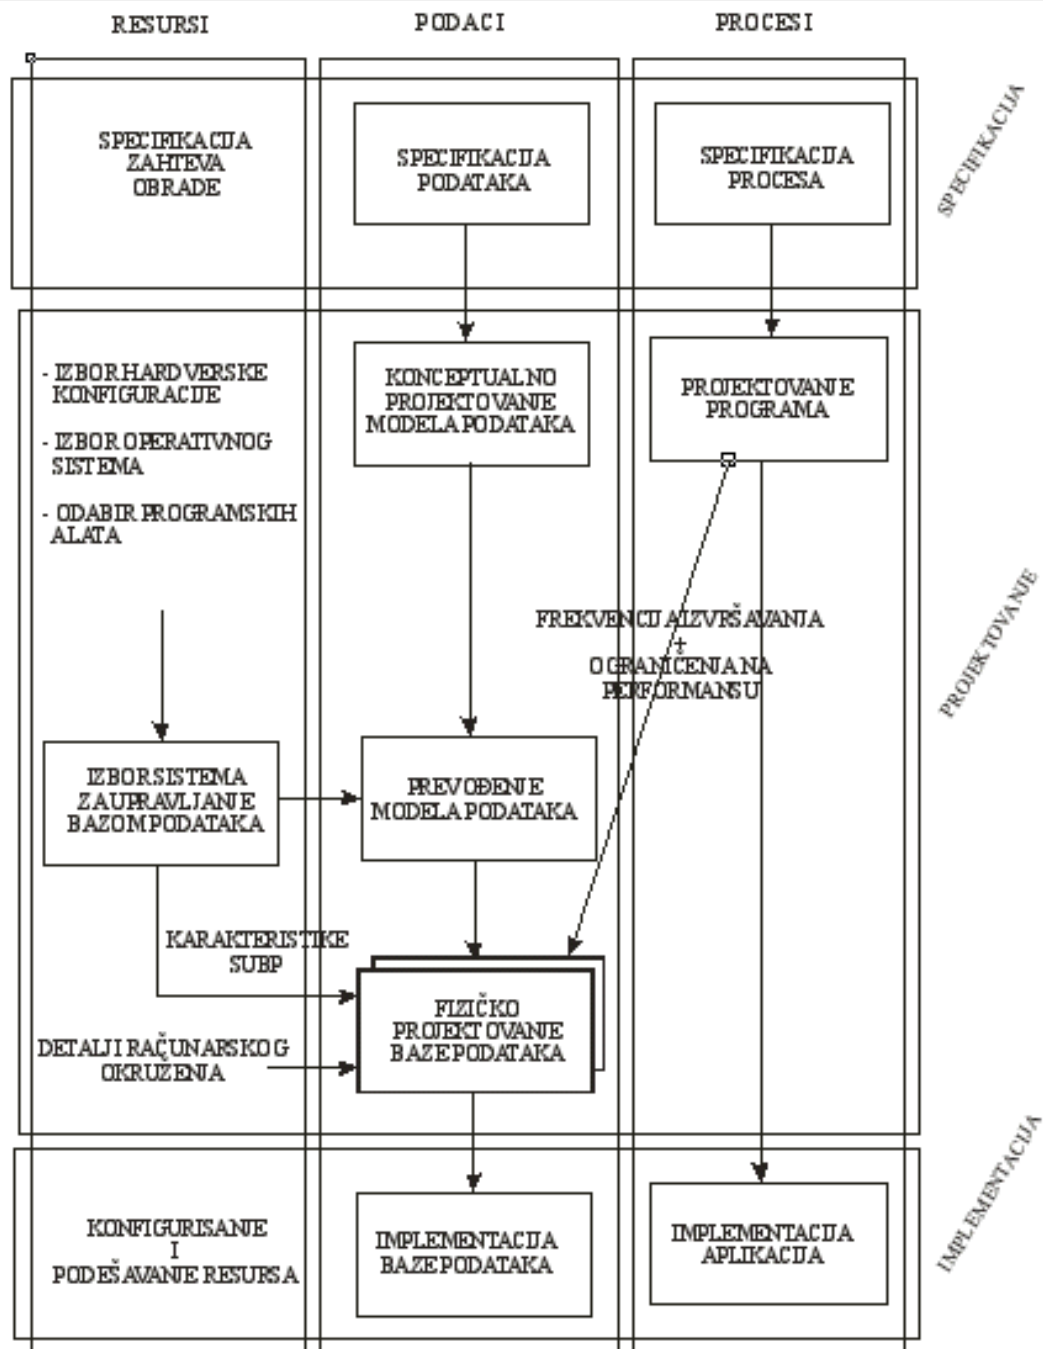 RESURSI
PODACI
PROCESI
SPECIFIKACIJA
ZAHTEVA
OBRADE
SPECIFIKACIJA
PODATAKA
SPECIFIKACIJA
PROCESA
SPECIFIKACIJA
- IZBOR HARDVERSKE
KONFIGURACIJE
- IZBOR OPERATIVNOG
SISTEMA
- ODABIR PROGRAMSKIH
ALATA
KONCEPTUALNO
PROJEKTOVANJE
MODELA PODATAKA
PROJEKTOVANJE
PROGRAMA
FREKVENCIJA IZVRŠAVANJA
+
OGRANIČENJA NA
PERFORMANSU
PROJEKTOVANJE
IZBOR SISTEMA
ZA UPRAVLJANJE
BAZOM PODATAKA
PREVOĐENJE
MODELA PODATAKA
KARAKTERISTIKE
SUBP
FIZIČKO
PROJEKTOVANJE
BAZE PODATAKA
DETALJI RAČUNARSKOG
OKRUŽENJA
KONFIGURISANJE
I
PODEŠAVANJE RESURSA
IMPLEMENTACIJA
BAZE PODATAKA
IMPLEMENTACIJA
APLIKACIJA
IMPLEMENTACIJA